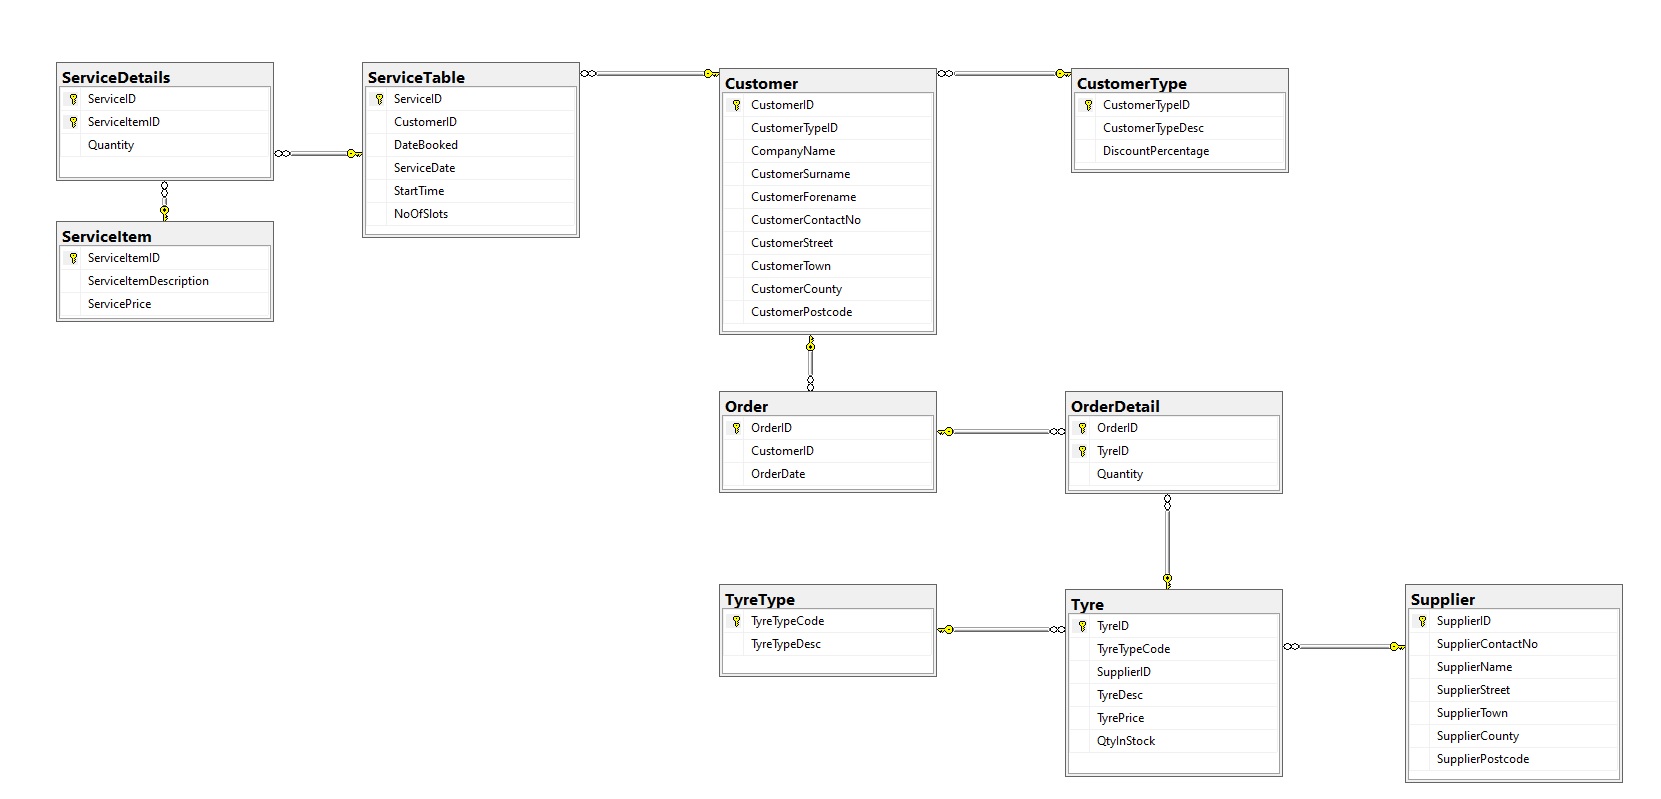 ServiceDetails
ServiceID
ServiceItemID
Quantity
ServiceTable
ServiceID
CustomerID
DateBooked
ServiceDate
StartTime
NoOfSlots
Customer
CustomerID
CustomerTypeID
CompanyName
CustomerSurname
CustomerForename
CustomerContactNo
CustomerStreet
CustomerTown
CustomerCounty
CustomerPostcode
CustomerType
CustomerTypeID
CustomerTypeDesc
DiscountPercentage
ServiceItem
ServiceItemID
ServiceItemDescription
ServicePrice
Order
OrderID
CustomerID
OrderDate
OrderDetail
OrderID
TyreID
Quantity
TyreType
TyreTypeCode
TyreTypeDesc
Tyre
TyreID
TyreTypeCode
SupplierID
TyreDesc
TyrePrice
QtyInStock
Supplier
SupplierID
SupplierContactNo
SupplierName
SupplierStreet
SupplierTown
SupplierCounty
SupplierPostcode